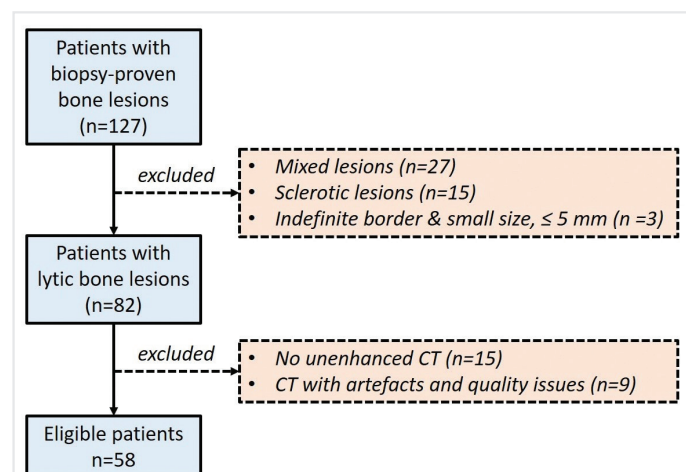 Patients with
biopsy-proven
bone lesions
(n=127)
excluded
• Mixed lesions (n=27)
• Sclerotic lesions (n=15)
• Indefinite border & small size, ≤ 5 mm (n =3)
Patients with
lytic bone lesions
(n=82)
excluded
• No unenhanced CT (n=15)
• CT with artefacts and quality issues (n=9)
Eligible patients
n=58